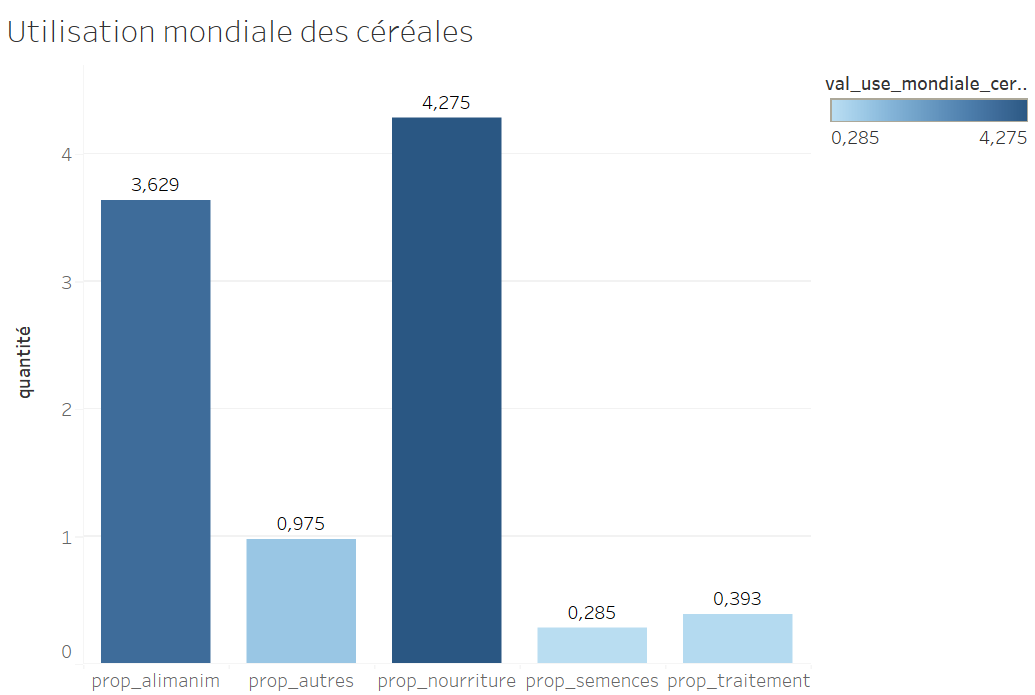 Utilisation mondiale des céréales
val_use_mondiale_cer..
0,285 4,275
quantité
4
3
2
1
0
3,629
0,975
4,275
0,285
0,393
prop_alimanim prop_autres prop_nourriture prop_semences prop_traitement